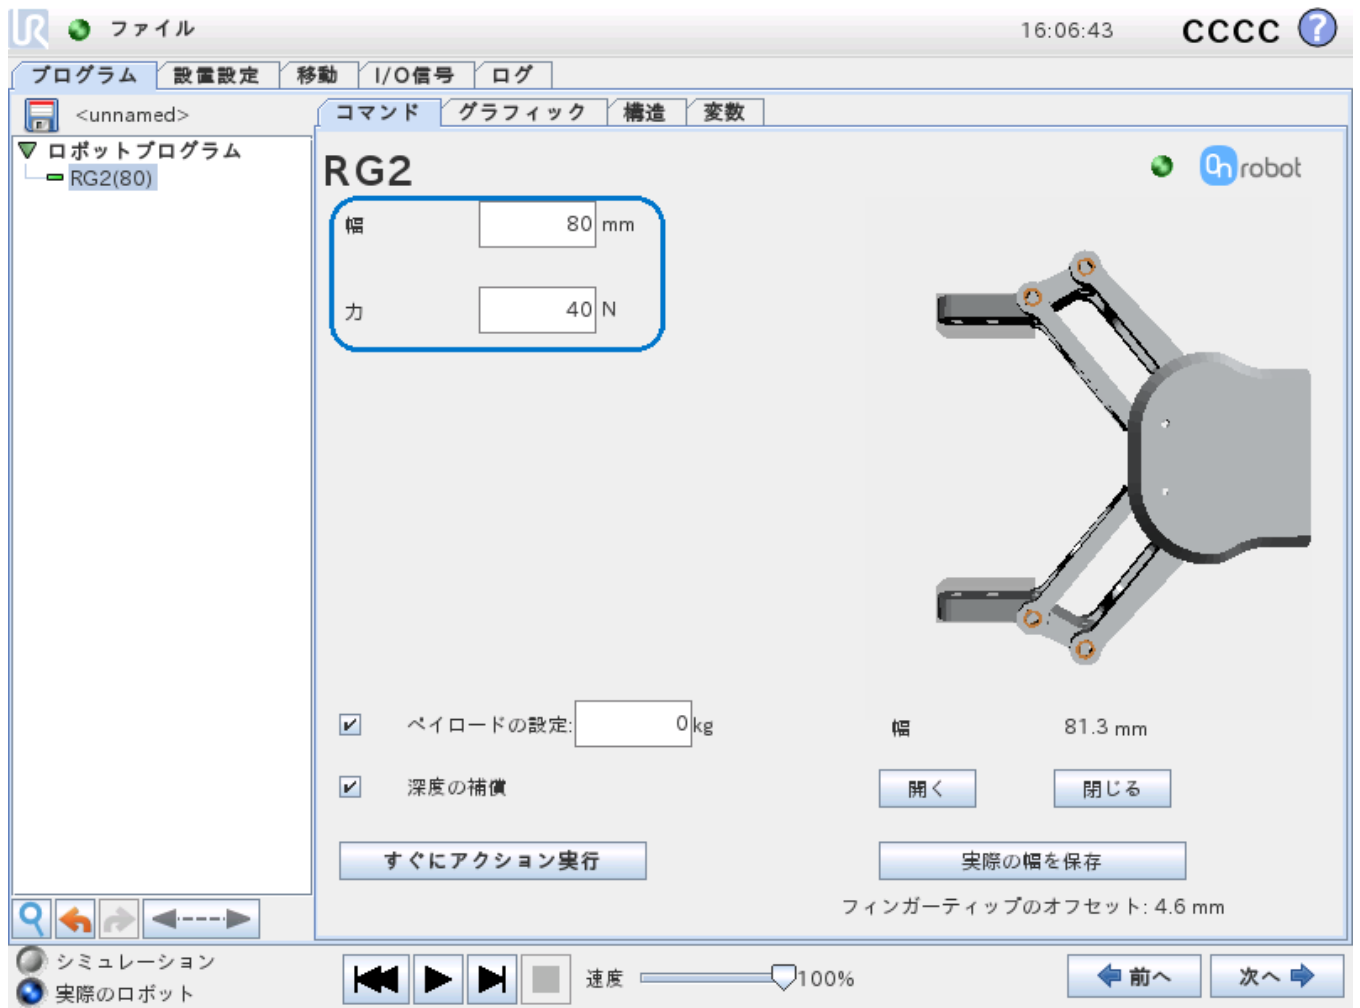 ファイル 16:06:43 CCCC ?
プログラム 設置設定 移動 I/O信号 ログ
<unnamed> コマンド グラフィック 構造 変数
ロボットプログラム
RG2(80)
RG2
On robot
幅 80 mm
力 40 N
ペイロードの設定: 0 kg
幅 81.3 mm
深度の補償
開く 閉じる
すぐにアクション実行 実際の幅を保存
フィンガーティップのオフセット: 4.6 mm
シミュレーション
実際のロボット
速度 100%
前へ 次へ